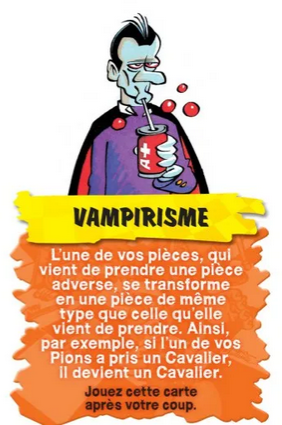 A+
VAMPIRISME
L'une de vos pièces, qui
vient de prendre une pièce
adverse, se transforme
en une pièce de même
type que celle qu'elle
vient de prendre. Ainsi,
par exemple, si l'un de vos
Pions a pris un Cavalier,
il devient un Cavalier.
Jouez cette carte
après votre coup.